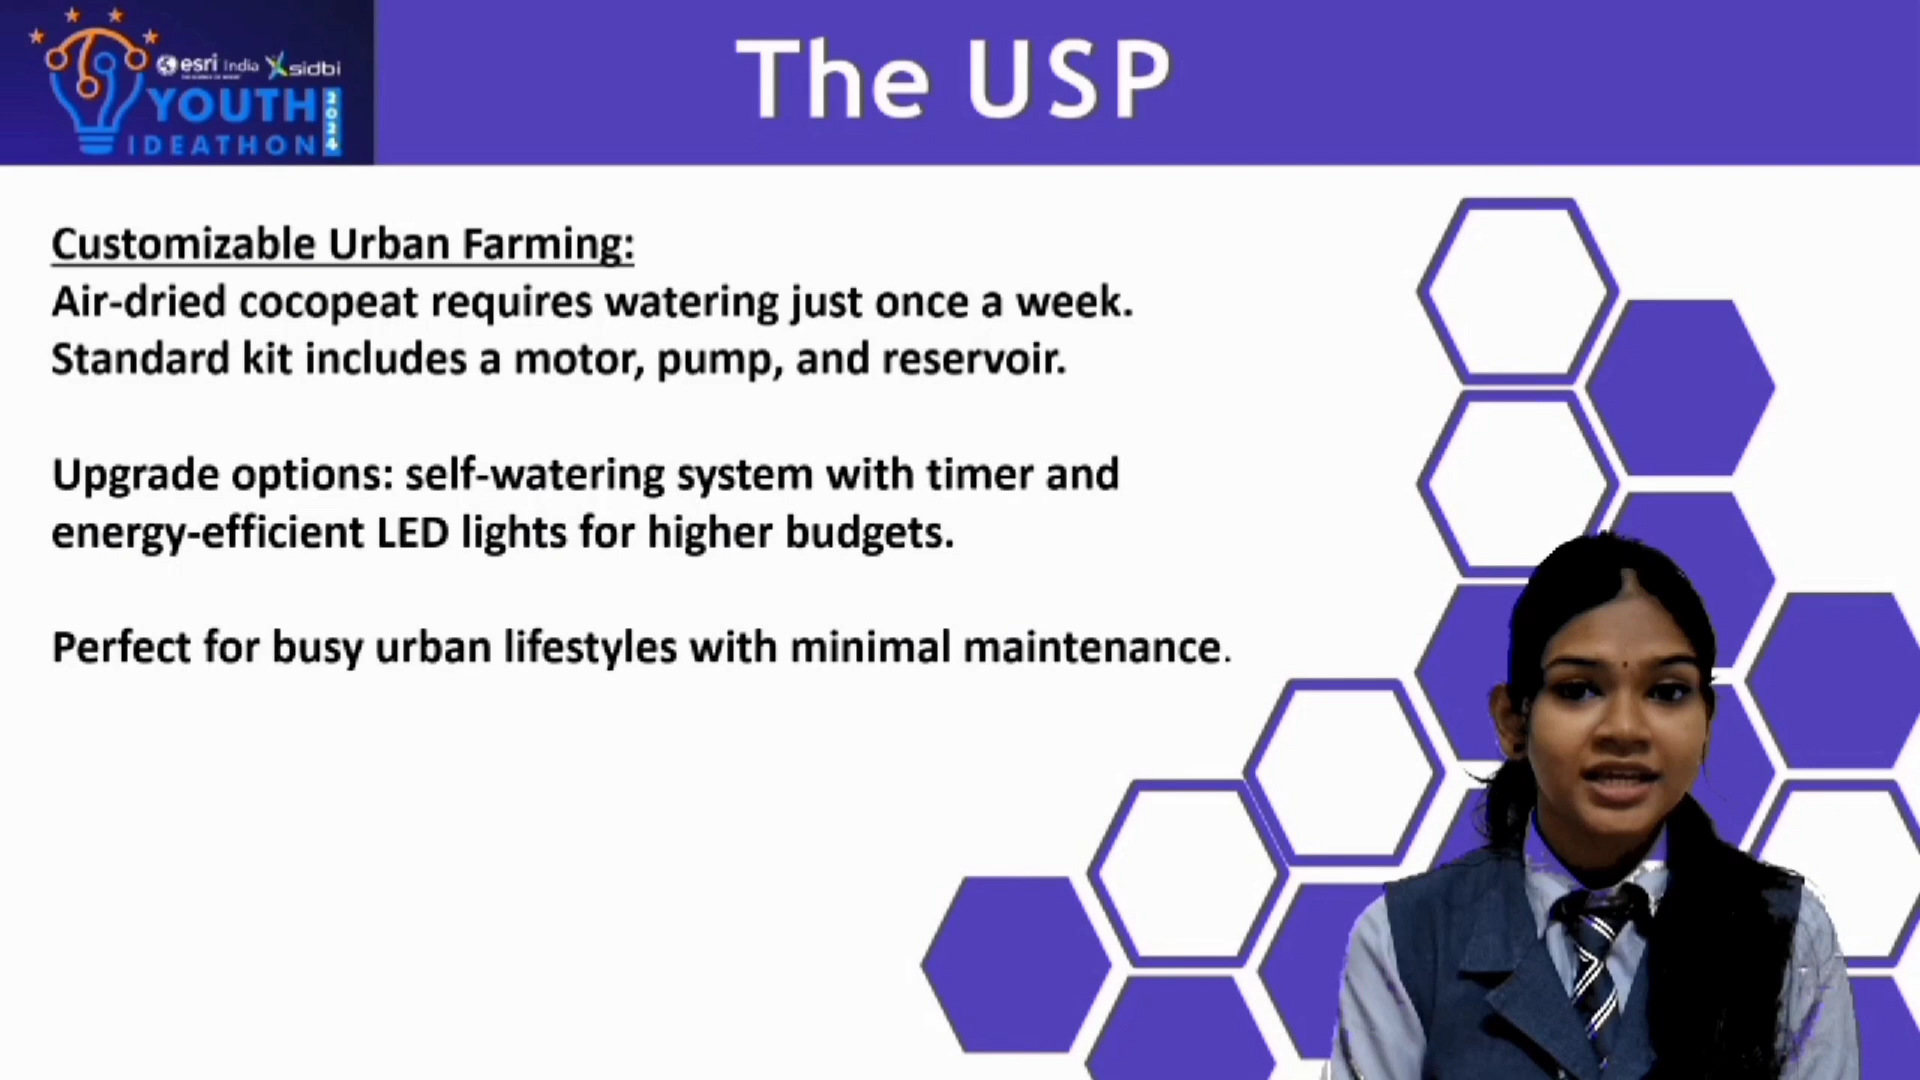 esri India sidbi
YOUTH 2024
IDEATHON
The USP
Customizable Urban Farming:
Air-dried cocopeat requires watering just once a week.
Standard kit includes a motor, pump, and reservoir.
Upgrade options: self-watering system with timer and
energy-efficient LED lights for higher budgets.
Perfect for busy urban lifestyles with minimal maintenance.